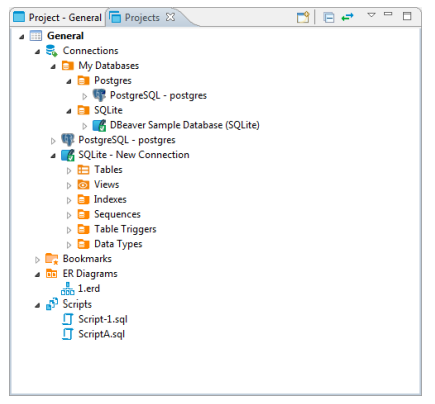 Project - General Projects
General
Connections
My Databases
Postgres
PostgreSQL - postgres
SQLite
DBeaver Sample Database (SQLite)
PostgreSQL - postgres
SQLite - New Connection
Tables
Views
Indexes
Sequences
Table Triggers
Data Types
Bookmarks
ER Diagrams
1.erd
Scripts
Script-1.sql
ScriptA.sql